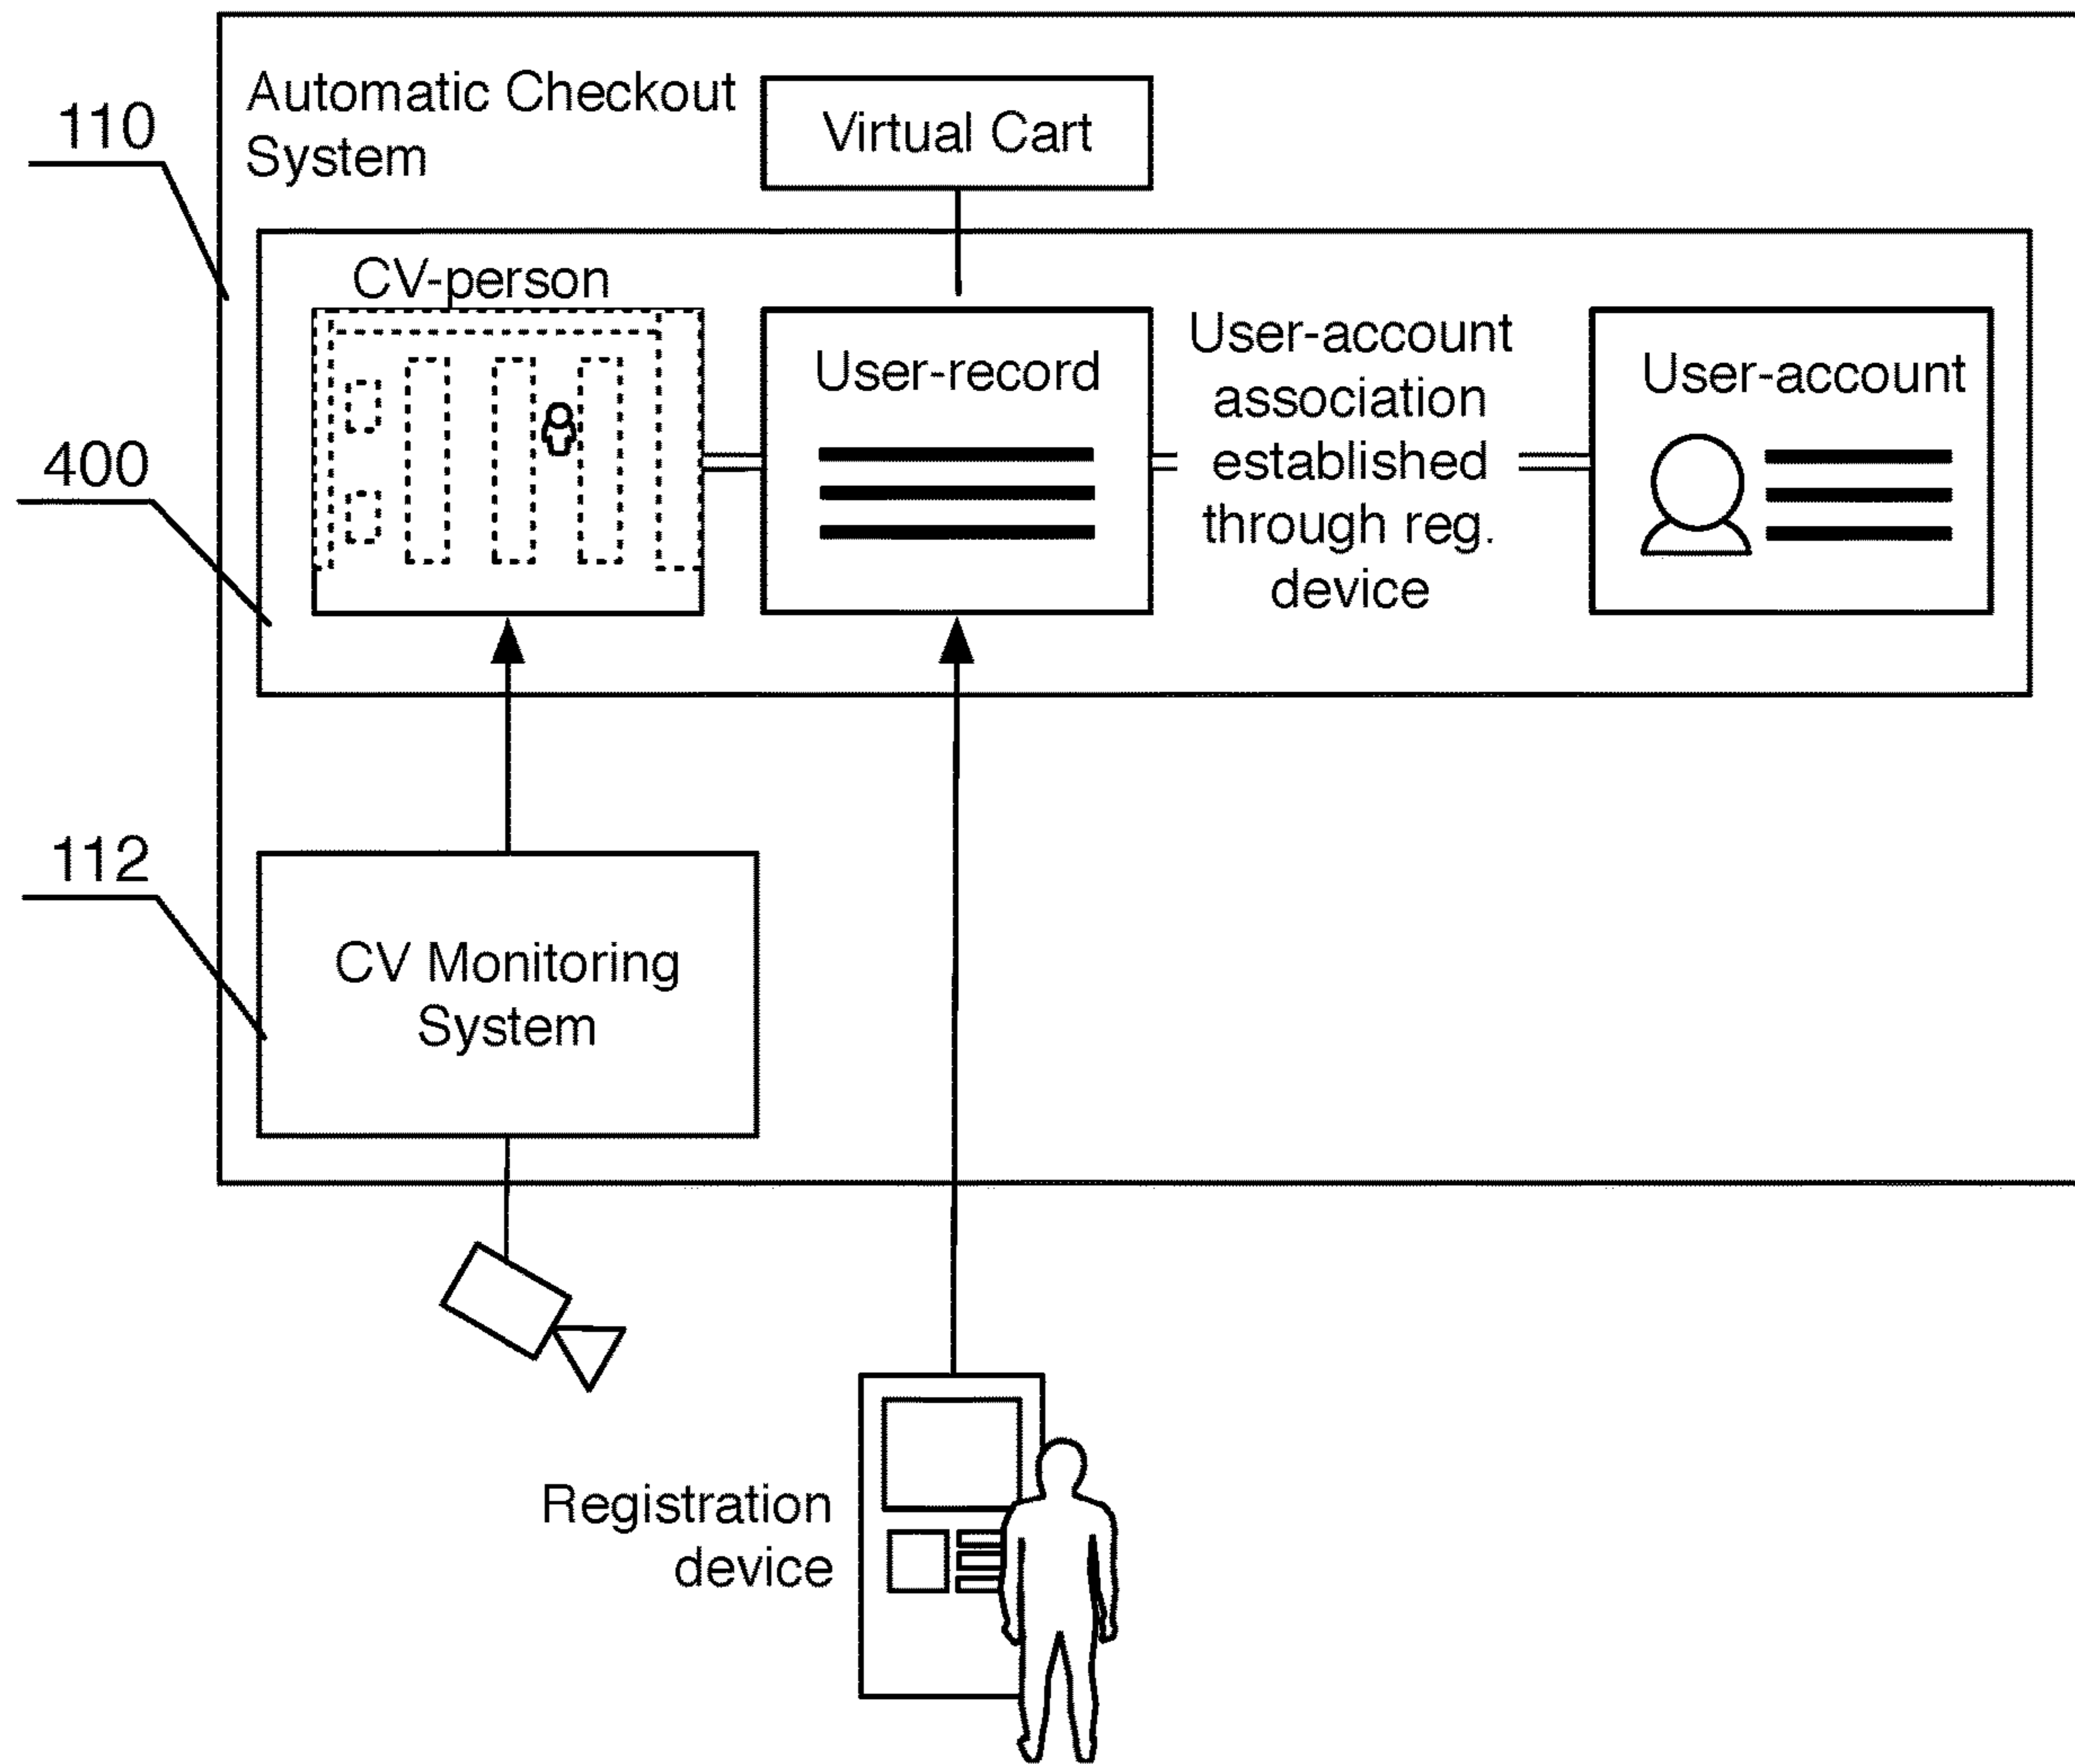 110
Automatic Checkout
System
Virtual Cart
400
CV-person
User-record
User-account
association
established
through reg.
device
User-account
112
CV Monitoring
System
Registration
device